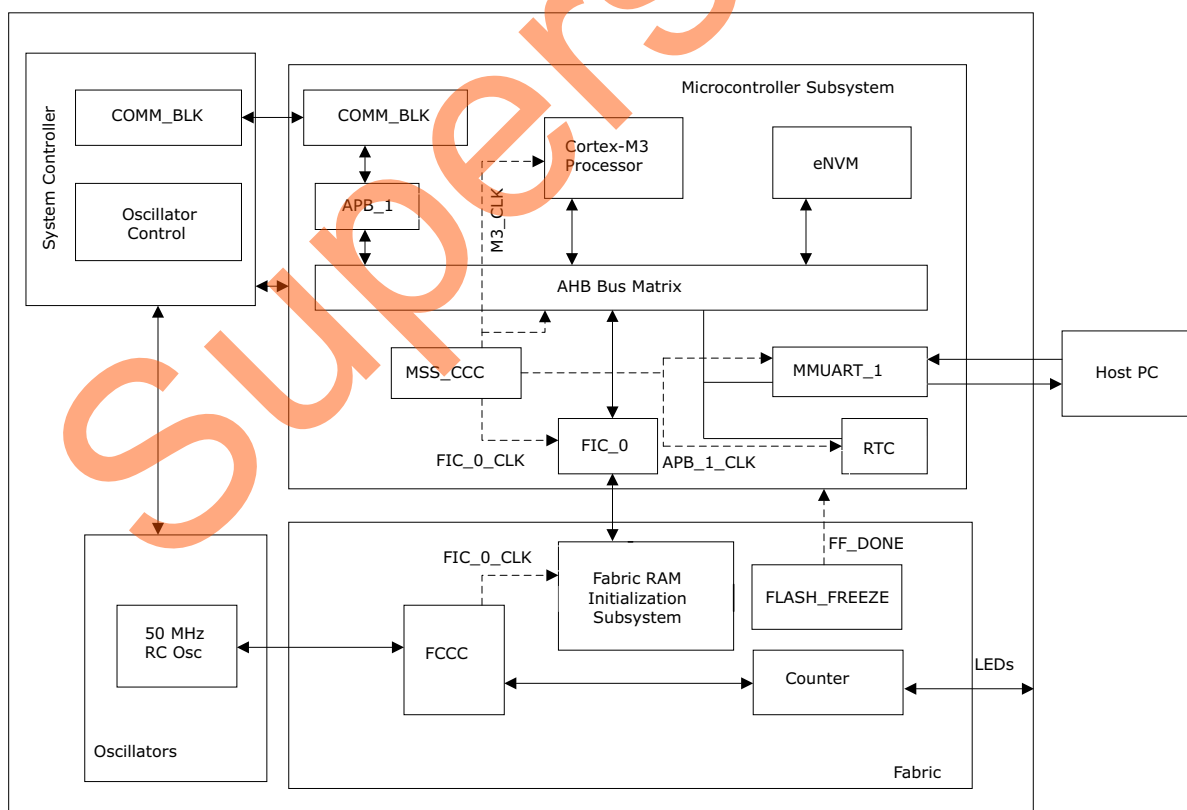 Supers
Microcontroller Subsystem
System Controller
COMM_BLK
COMM_BLK
Cortex-M3
Processor
eNVM
Oscillator
Control
APB_1
M3_CLK
AHB Bus Matrix
MSS_CCC
MMUART_1
Host PC
FIC_0_CLK
FIC_0
APB_1_CLK
RTC
FIC_0_CLK
FF_DONE
Fabric RAM
Initialization
Subsystem
FLASH_FREEZE
50 MHz
RC Osc
FCCC
Counter
LEDs
Oscillators
Fabric